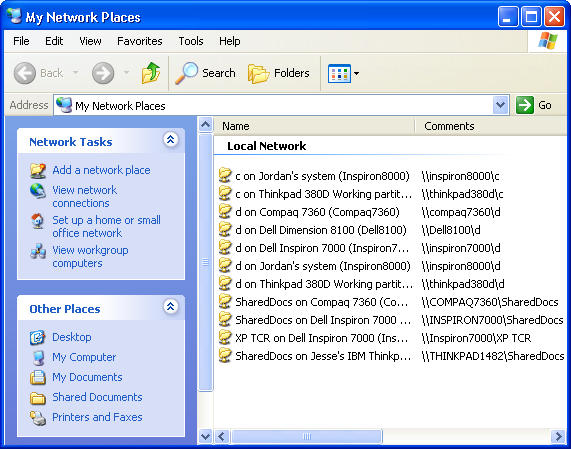 My Network Places
File Edit View Favorites Tools Help
Back Search Folders
Address My Network Places Go
Network Tasks
Add a network place
View network
connections
Set up a home or small
office network
View workgroup
computers
Other Places
Desktop
My Computer
My Documents
Shared Documents
Printers and Faxes
Name Comments
Local Network
c on Jordan's system (Inspiron8000) \\inspiron8000\c
c on Thinkpad 380D Working partit... \\thinkpad380d\c
d on Compaq 7360 (Compaq7360) \\compaq7360\d
d on Dell Dimension 8100 (Dell8100) \\Dell8100\d
d on Dell Inspiron 7000 (Inspiron7... \\inspiron7000\d
d on Jordan's system (Inspiron8000) \\inspiron8000\d
d on Thinkpad 380D Working partit... \\thinkpad380d\d
SharedDocs on Compaq 7360 (Co... \\COMPAQ7360\SharedDocs
SharedDocs on Dell Inspiron 7000 ... \\INSPIRON7000\SharedDocs
XP TCR on Dell Inspiron 7000 (Ins... \\Inspiron7000\XP TCR
SharedDocs on Jesse's IBM Thinkp... \\THINKPAD1482\SharedDocs